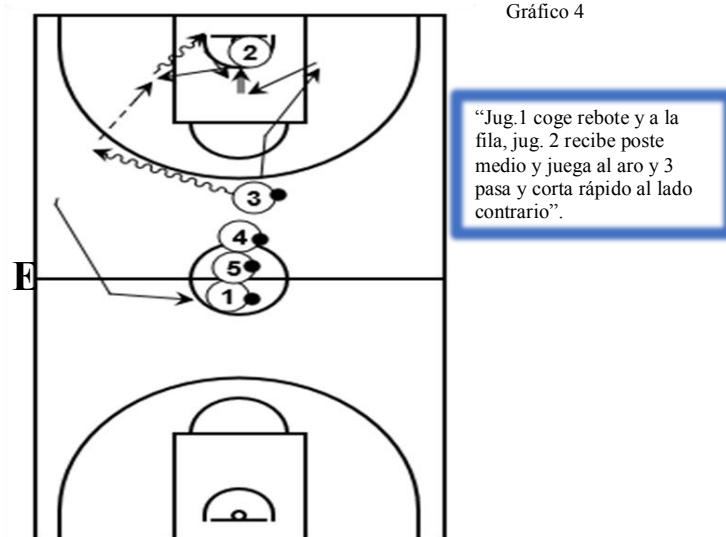 Gráfico 4
2
“Jug.1 coge rebote y a la
fila, jug. 2 recibe poste
medio y juega al aro y 3
pasa y corta rápido al lado
contrario”.
3
4
5
E
1